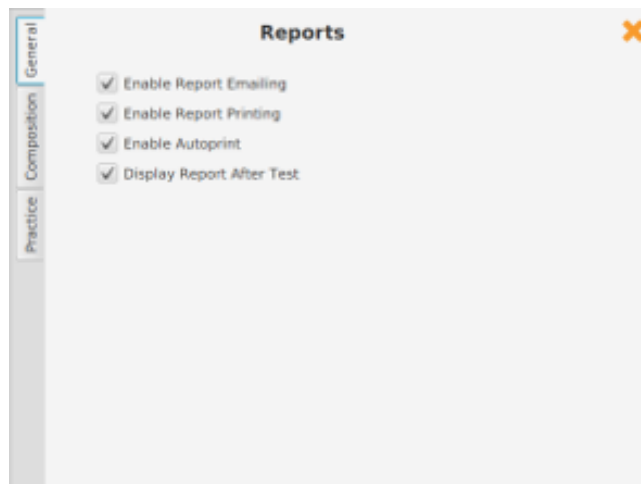 Reports
General
Composition
Practice
Enable Report Emailing
Enable Report Printing
Enable Autoprint
Display Report After Test